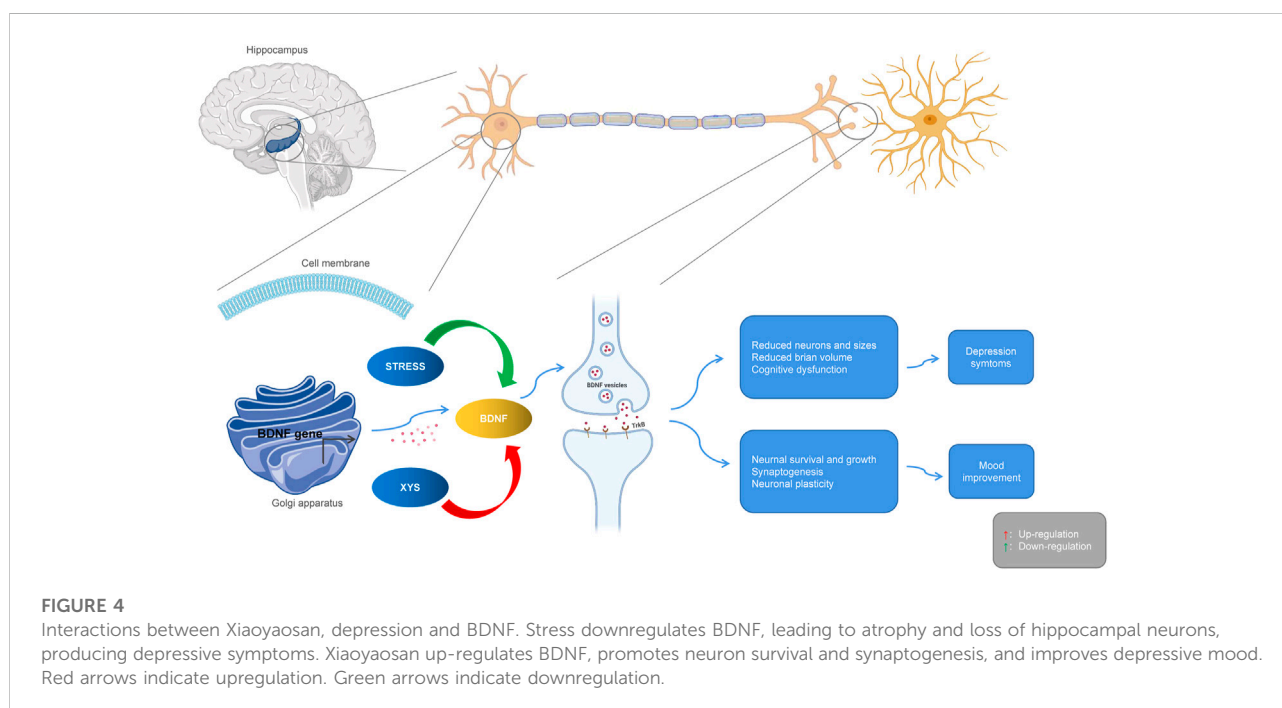 Hippocampus
Cell membrane
STRESS
BDNF gene
Golgi apparatus
XYS
BDNF
BDNF vesicles
TrkB
Reduced neurons and sizes
Reduced brian volume
Cognitive dysfunction
Depression
symtoms
Neurnal survival and growth
Synaptogenesis
Neuronal plasticity
Mood
improvement
↑: Up-regulation
↑: Down-regulation
FIGURE 4
Interactions between Xiaoyaosan, depression and BDNF. Stress downregulates BDNF, leading to atrophy and loss of hippocampal neurons,
producing depressive symptoms. Xiaoyaosan up-regulates BDNF, promotes neuron survival and synaptogenesis, and improves depressive mood.
Red arrows indicate upregulation. Green arrows indicate downregulation.